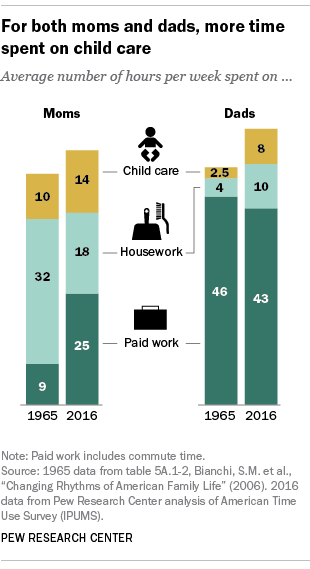 For both moms and dads, more time
spent on child care
Average number of hours per week spent on ...
Moms
Dads
10
32
9
14
18
25
Child care
Housework
Paid work
2.5
4
46
8
10
43
1965 2016
1965 2016
Note: Paid work includes commute time.
Source: 1965 data from table 5A.1-2, Bianchi, S.M. et al.,
“Changing Rhythms of American Family Life” (2006). 2016
data from Pew Research Center analysis of American Time
Use Survey (IPUMS).
PEW RESEARCH CENTER